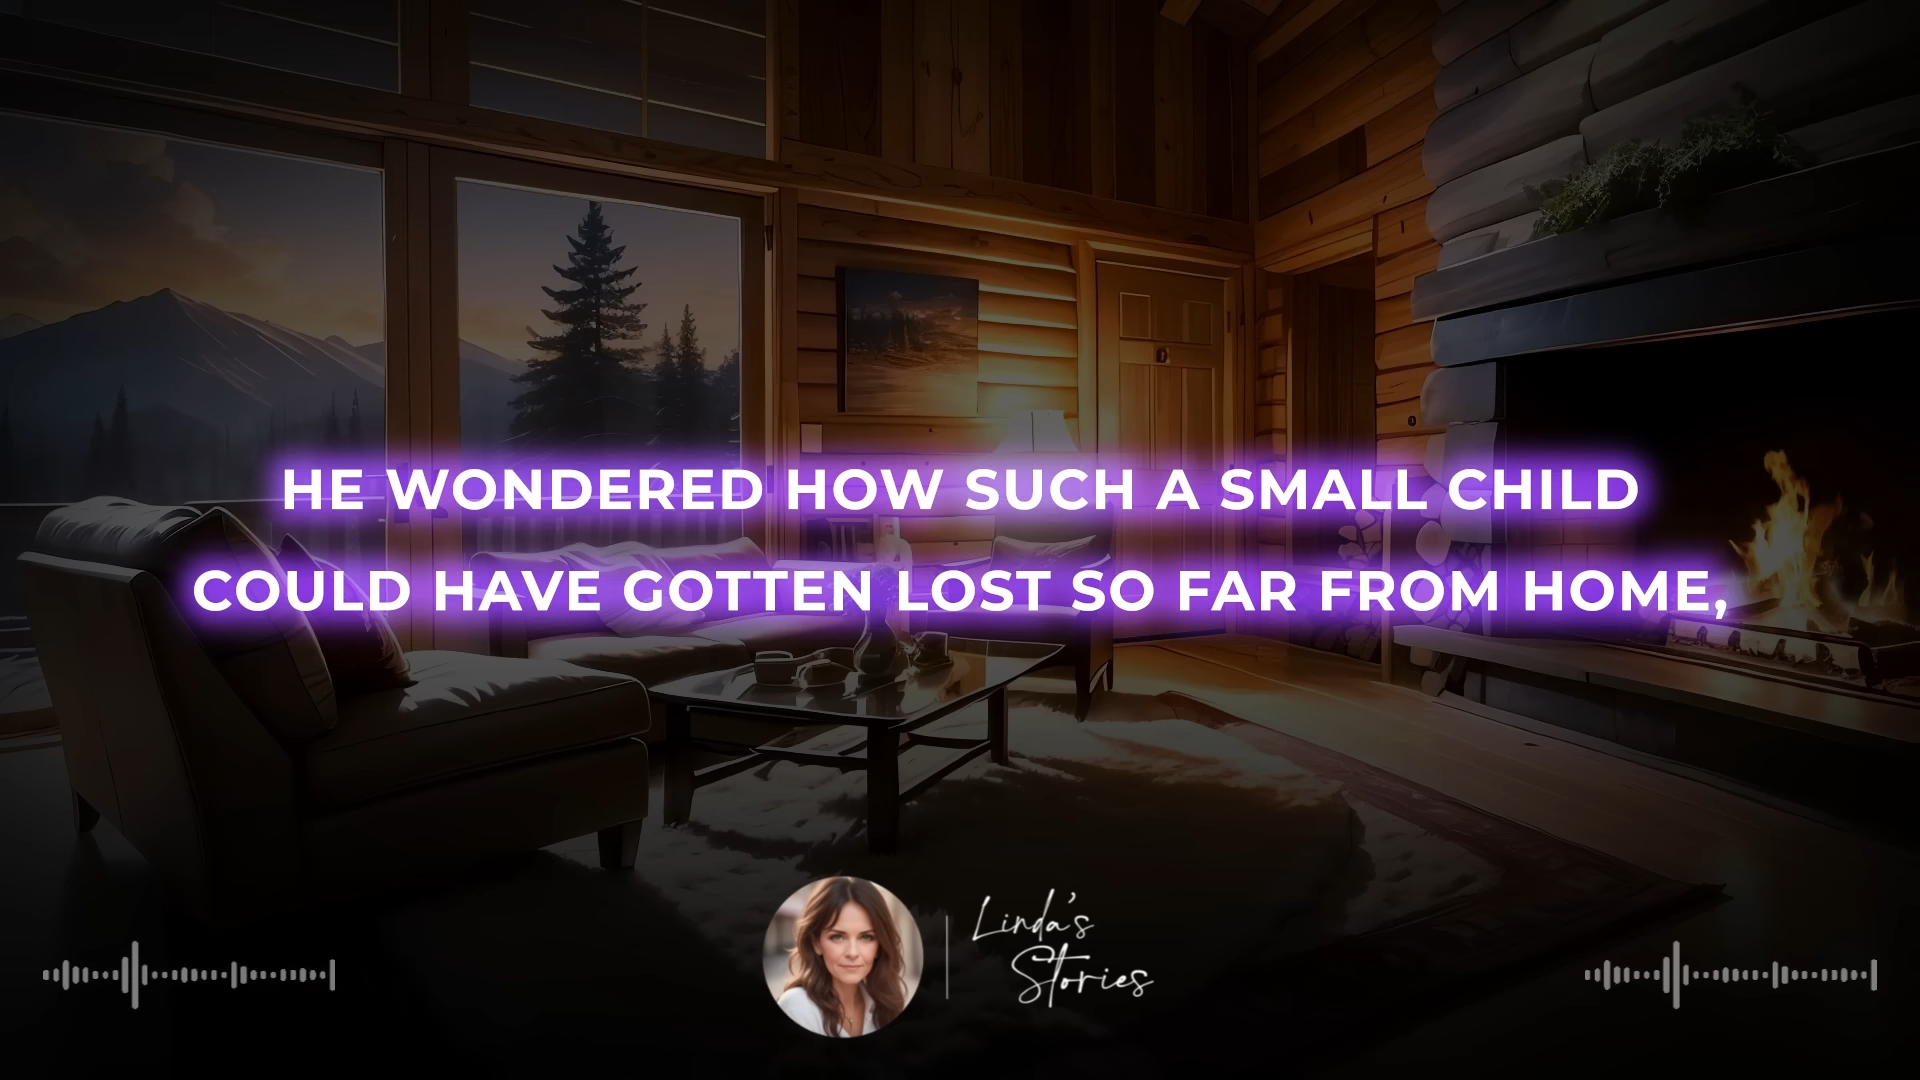 HE WONDERED HOW SUCH A SMALL CHILD
COULD HAVE GOTTEN LOST SO FAR FROM HOME,
Linda's
Stories